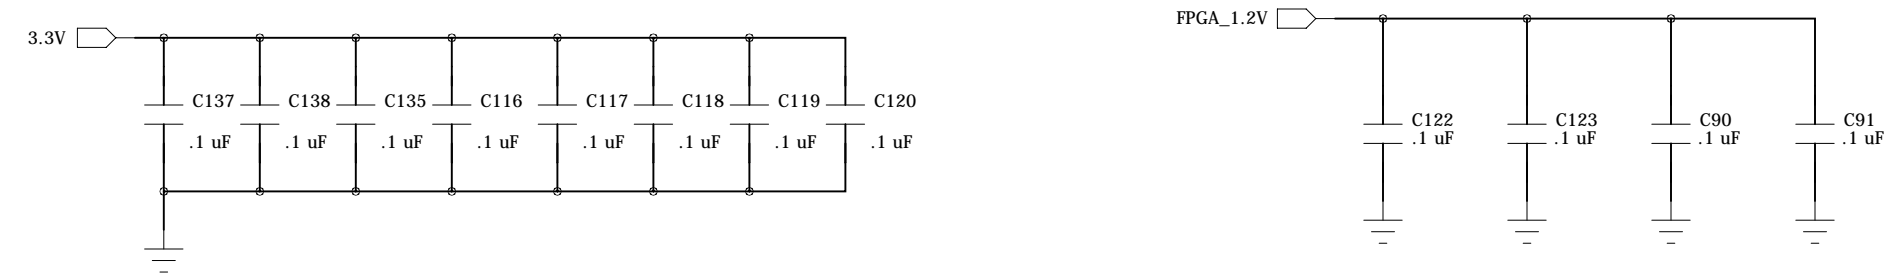 FPGA_1.2V
3.3V
C137 C138 C135 C116 C117 C118 C119 C120
.1 uF .1 uF .1 uF .1 uF .1 uF .1 uF .1 uF .1 uF
C122 C123 C90 C91
.1 uF .1 uF .1 uF .1 uF